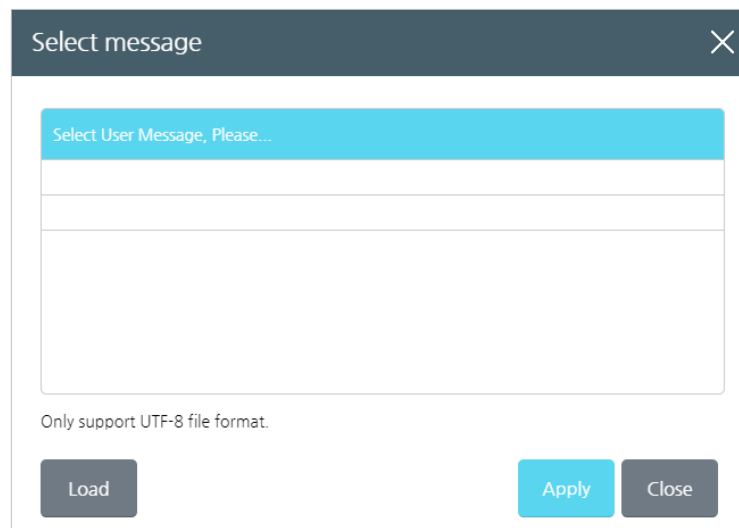 Select message
Select User Message, Please...
Only support UTF-8 file format.
Load
Apply
Close